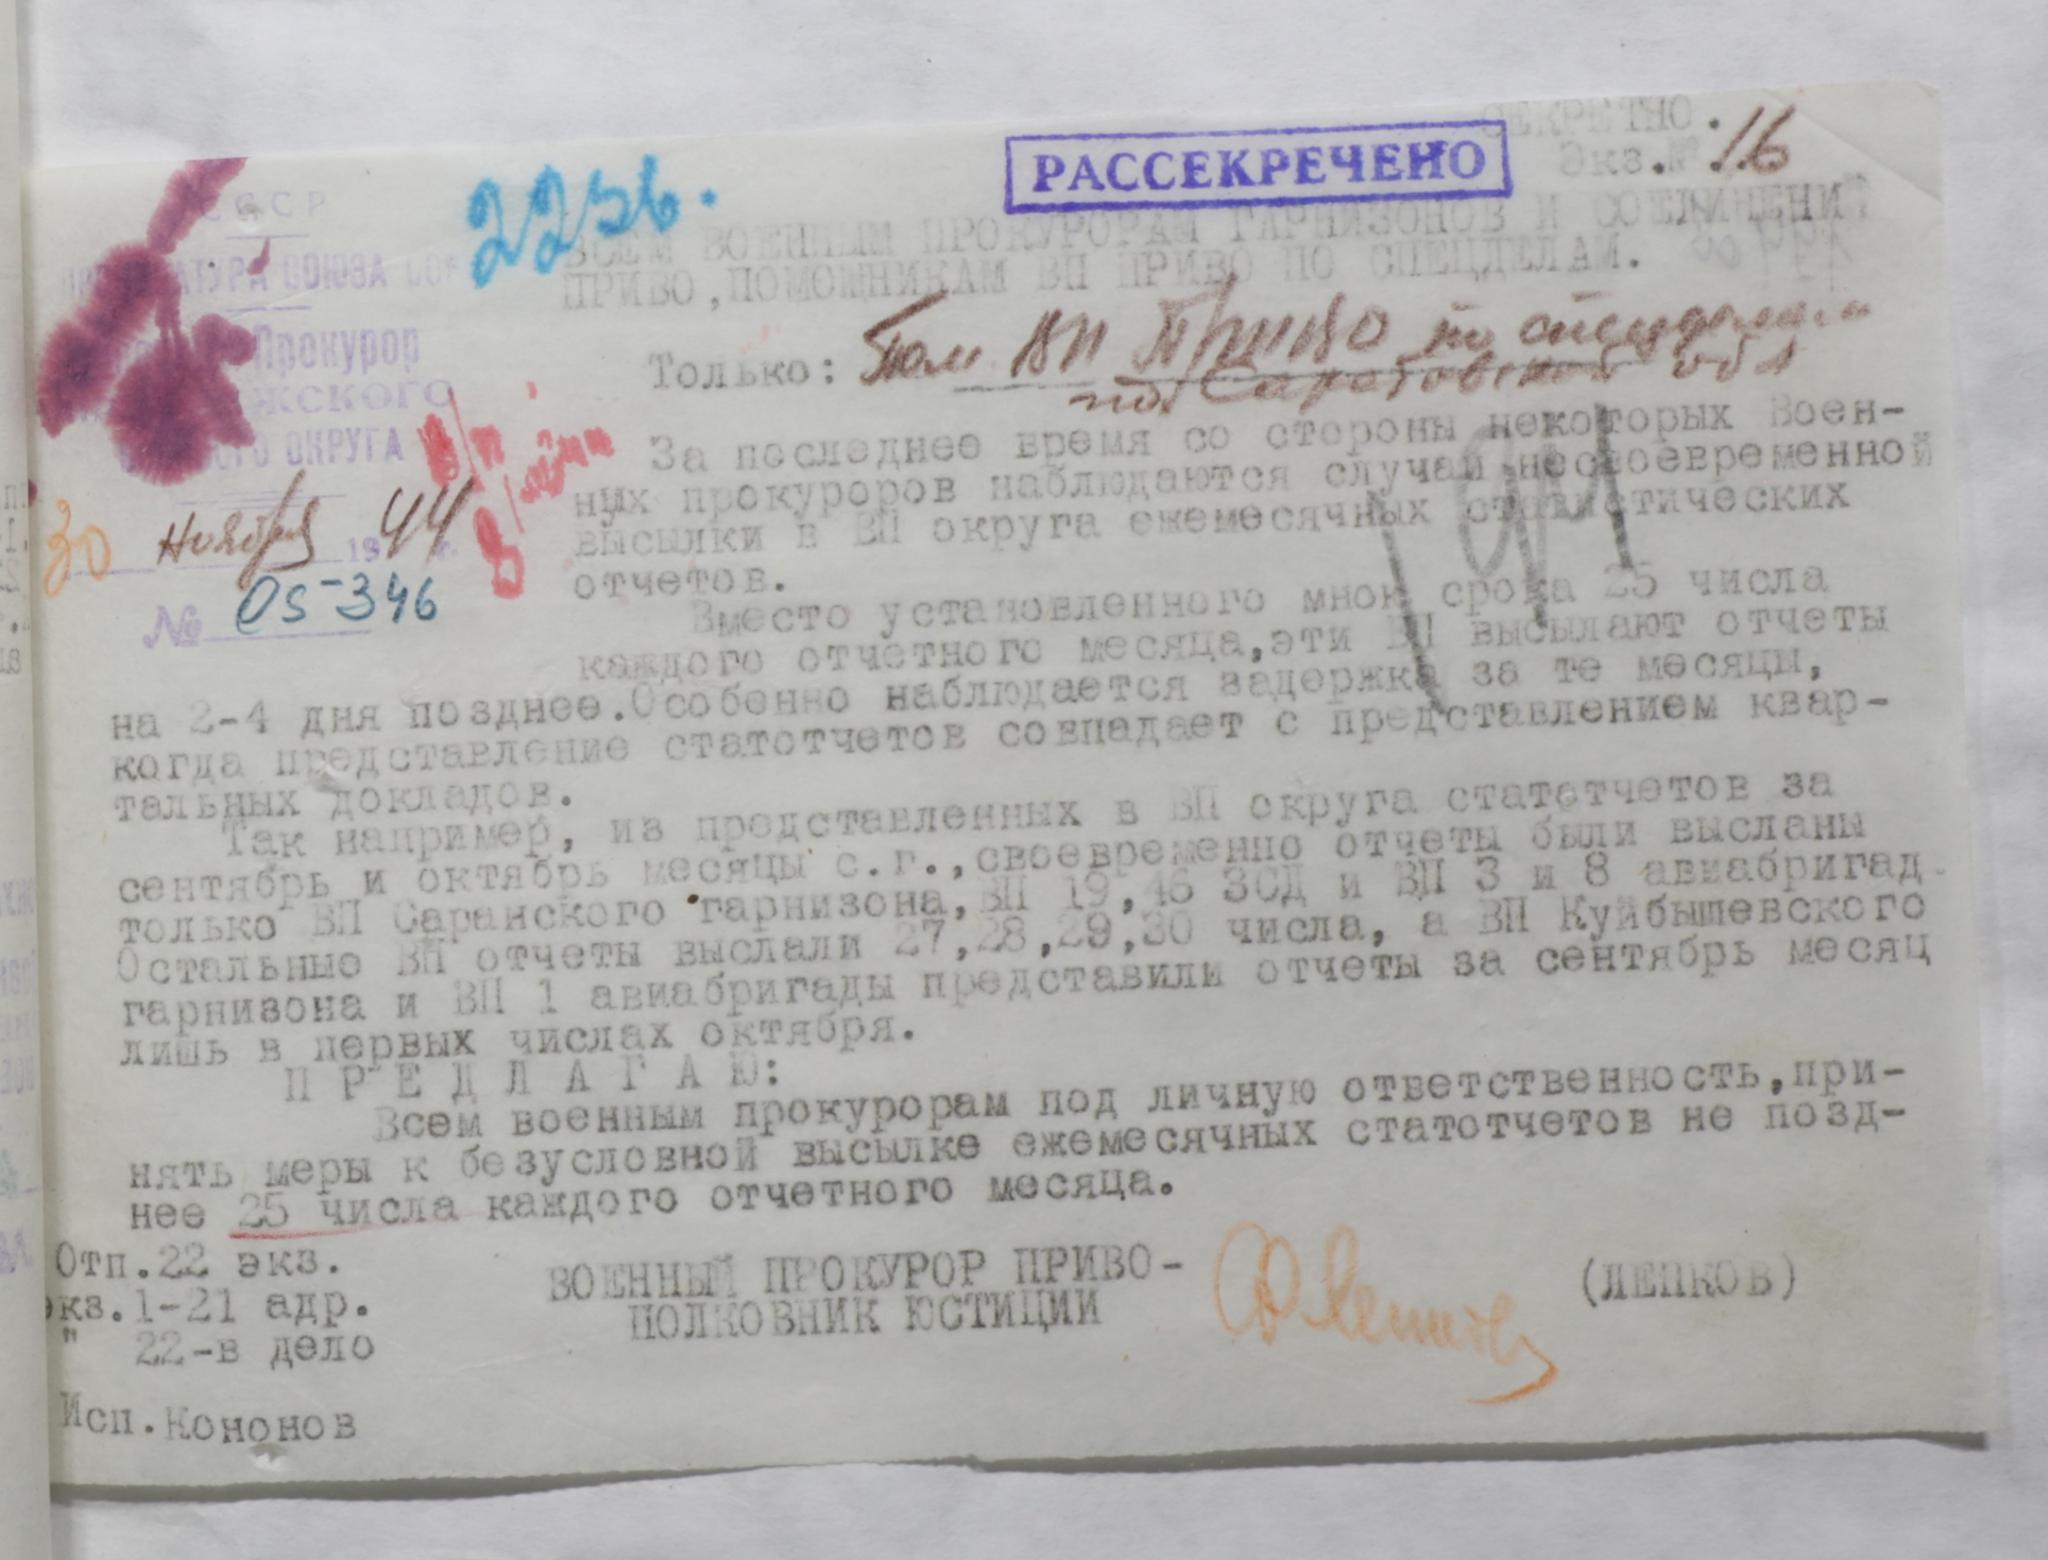 СЕКРЕТНО.
Экз.№ 16
РАССЕКРЕЧЕНО
225б.
СССР
ПРОКУРАТУРА СОЮЗА ССР
Прокурор
ЖСКОГО
ОГО ОКРУГА
30 ноября 1944 г.
№ 05-346
ВСЕМ ВОЕННЫМ ПРОКУРОРАМ ГАРНИЗОНОВ И СОЕДИНЕНИЙ
ПРИВО, ПОМОЩНИКАМ ВП ПРИВО ПО СПЕЦДЕЛАМ.
Только: Пом ВП ПриВО по спецделам
по Саратовской обл
За последнее время со стороны некоторых Воен-
ных прокуроров наблюдаются случаи несвоевременной
высылки в ВП округа ежемесячных статистических
отчетов.
Вместо установленного мною срока 25 числа
каждого отчетного месяца, эти ВП высылают отчеты
на 2-4 дня позднее. Особенно наблюдается задержка за те месяцы,
когда представление статотчетов совпадает с представлением квар-
тальных докладов.
Так например, из представленных в ВП округа статотчетов за
сентябрь и октябрь месяцы с.г., своевременно отчеты были высланы
только ВП Саранского гарнизона, ВП 19,46 ЗСД и ВП 3 и 8 авиабригад.
Остальные ВП отчеты выслали 27,28,29,30 числа, а ВП Куйбышевского
гарнизона и ВП 1 авиабригады представили отчеты за сентябрь месяц
лишь в первых числах октября.
П Р Е Д Л А Г А Ю:
Всем военным прокурорам под личную ответственность, при-
нять меры к безусловной высылке ежемесячных статотчетов не позд-
нее 25 числа каждого отчетного месяца.
ВОЕННЫЙ ПРОКУРОР ПРИВО-
ПОЛКОВНИК ЮСТИЦИИ
(ЛЕПКОВ)
Отп.22 экз.
экз.1-21 адр.
" 22-в дело
Исп.Кононов